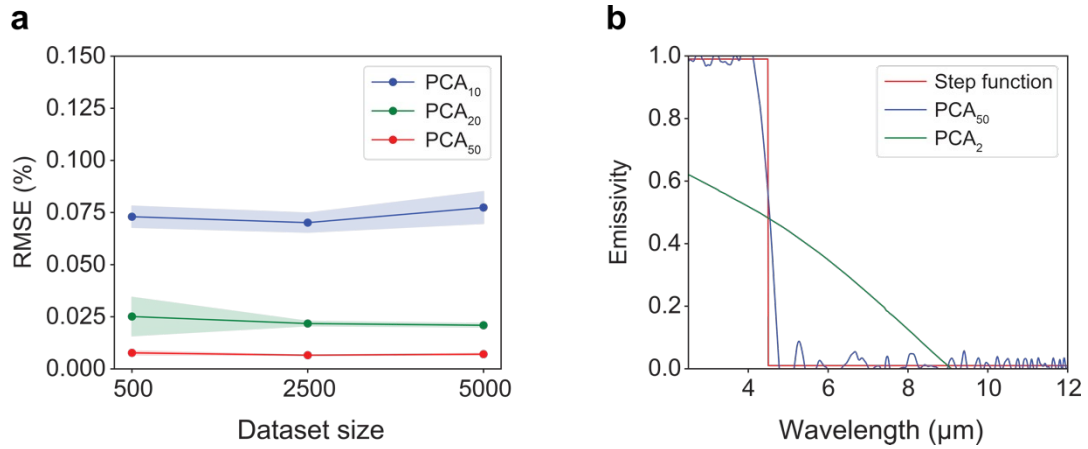 a
0.150
0.125
0.100
0.075
0.050
0.025
0.000
RMSE (%)
PCA10
PCA20
PCA50
500
2500
5000
Dataset size
b
1.0
0.8
0.6
0.4
0.2
0.0
Emissivity
Step function
PCA50
PCA2
4
6
8
10
12
Wavelength (μm)